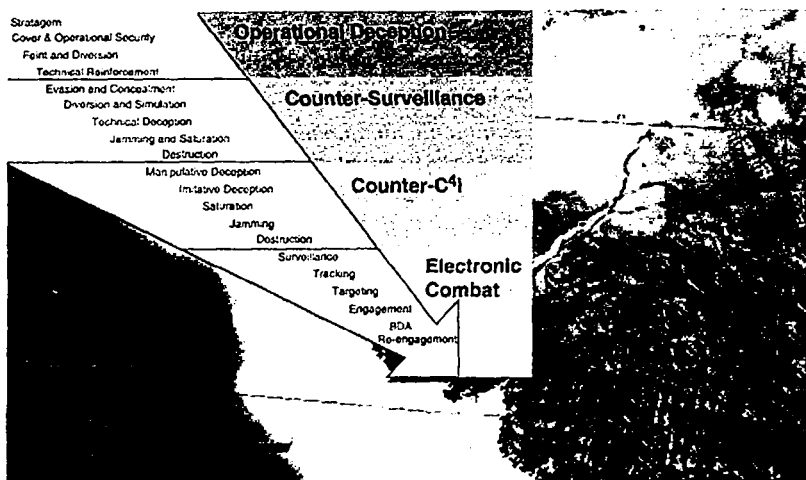 Stratagem
Cover & Operational Security
Feint and Diversion
Technical Reinforcement
Operational Deception
Evasion and Concealment
Diversion and Simulation
Technical Deception
Jamming and Saturation
Destruction
Counter-Surveillance
Manipulative Deception
Imitative Deception
Saturation
Jamming
Destruction
Counter-C⁴I
Surveillance
Tracking
Targeting
Engagement
BDA
Re-engagement
Electronic
Combat